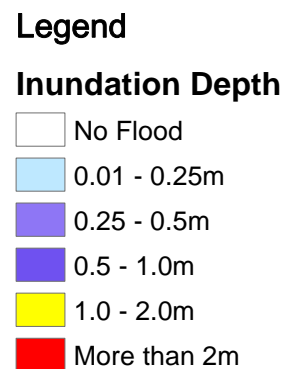 Legend
Inundation Depth
No Flood
0.01 - 0.25m
0.25 - 0.5m
0.5 - 1.0m
1.0 - 2.0m
More than 2m